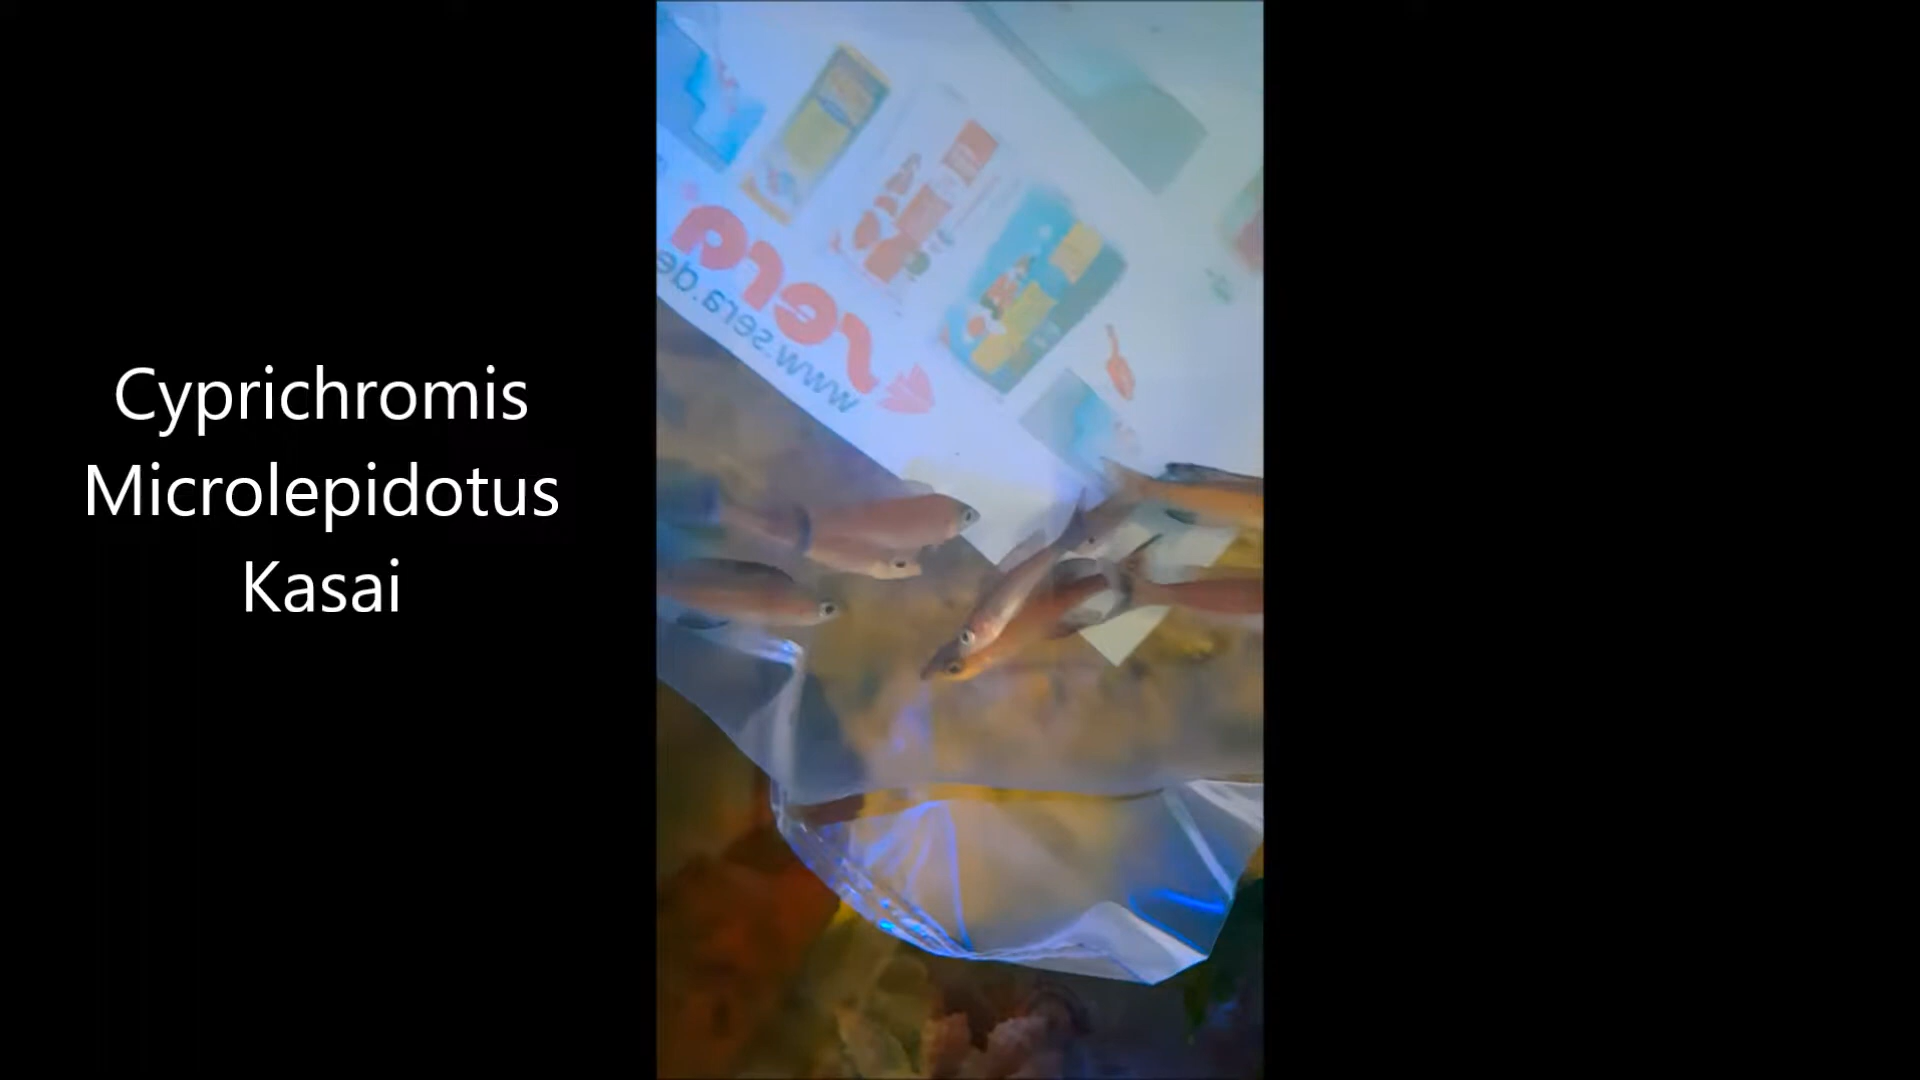 Cyprichromis
Microlepidotus
Kasai
sera
www.sera.de